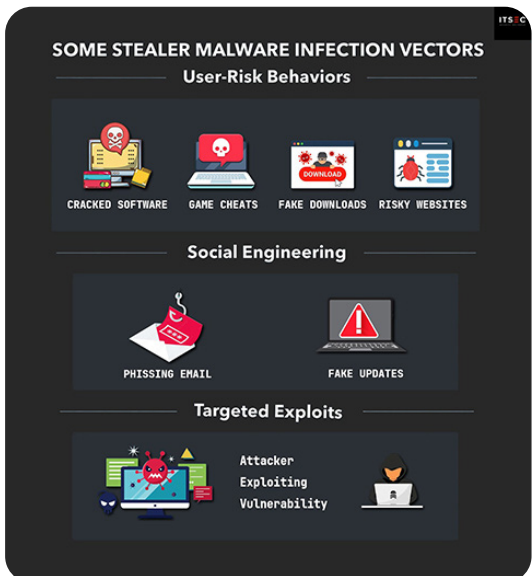 ITSEC
SOME STEALER MALWARE INFECTION VECTORS
User-Risk Behaviors
DOWNLOAD
CRACKED SOFTWARE
GAME CHEATS
FAKE DOWNLOADS
RISKY WEBSITES
Social Engineering
***
PHISSING EMAIL
FAKE UPDATES
Targeted Exploits
Attacker
Exploiting
Vulnerability